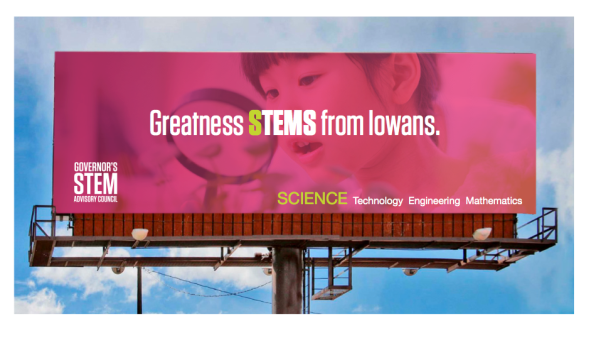 Greatness STEMS from Iowans.
GOVERNOR'S
STEM
ADVISORY COUNCIL
SCIENCE Technology Engineering Mathematics